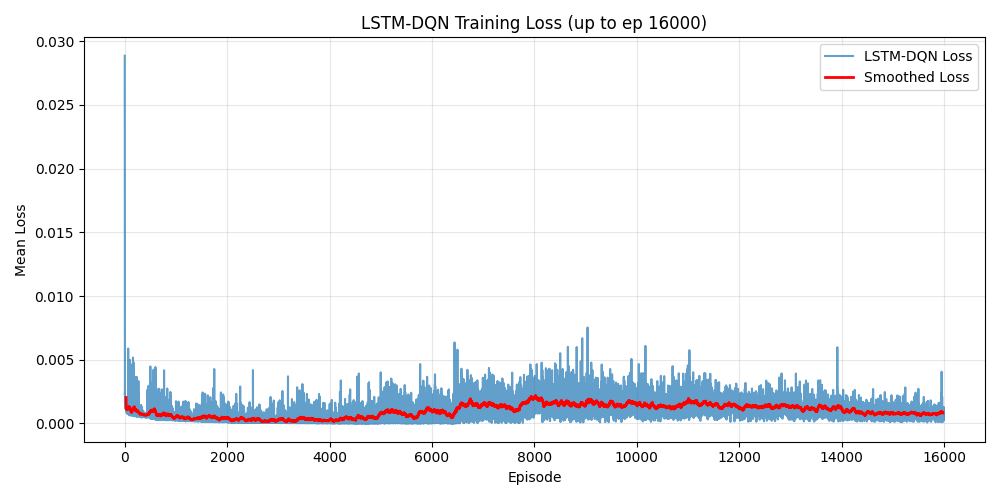 LSTM-DQN Training Loss (up to ep 16000)
LSTM-DQN Loss
Smoothed Loss
Mean Loss
0.030
0.025
0.020
0.015
0.010
0.005
0.000
0 2000 4000 6000 8000 10000 12000 14000 16000
Episode